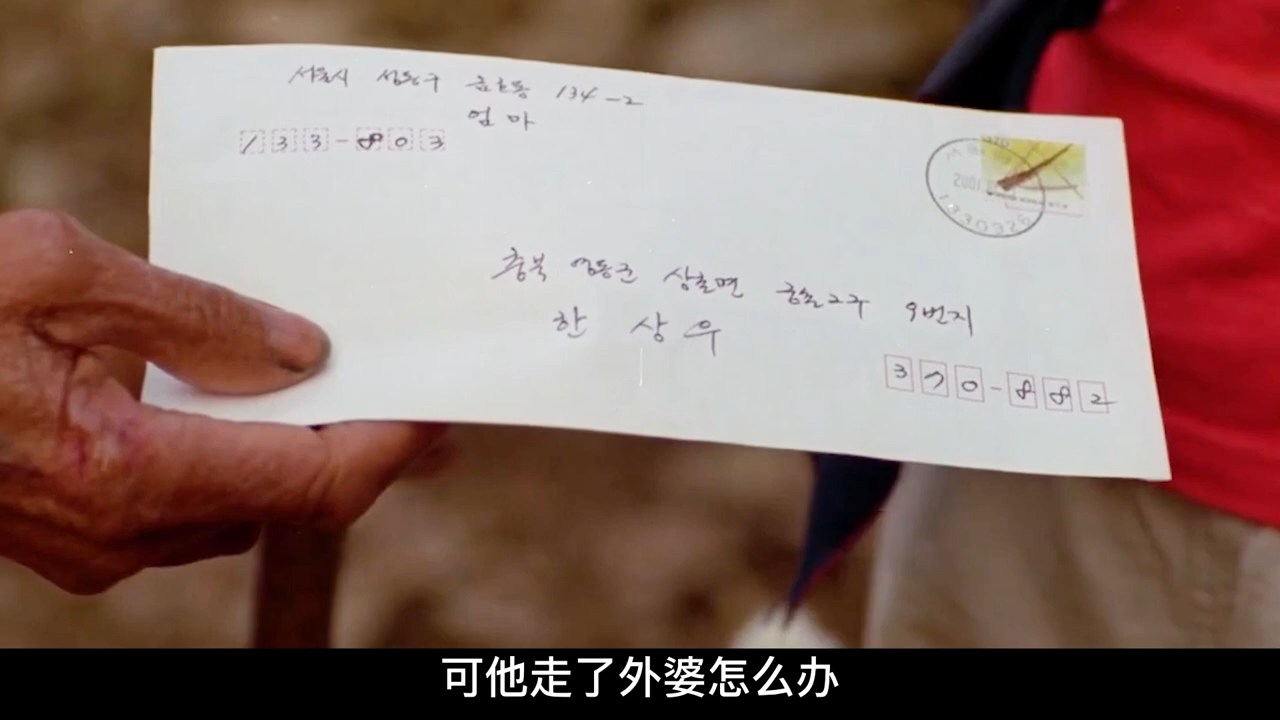 서울시 성동구 금호동 134-2
엄마
133-803
2001
1330928
충북 영동군 상촌면 궁촌2구 9번지
한상우
370-882
可他走了外婆怎么办